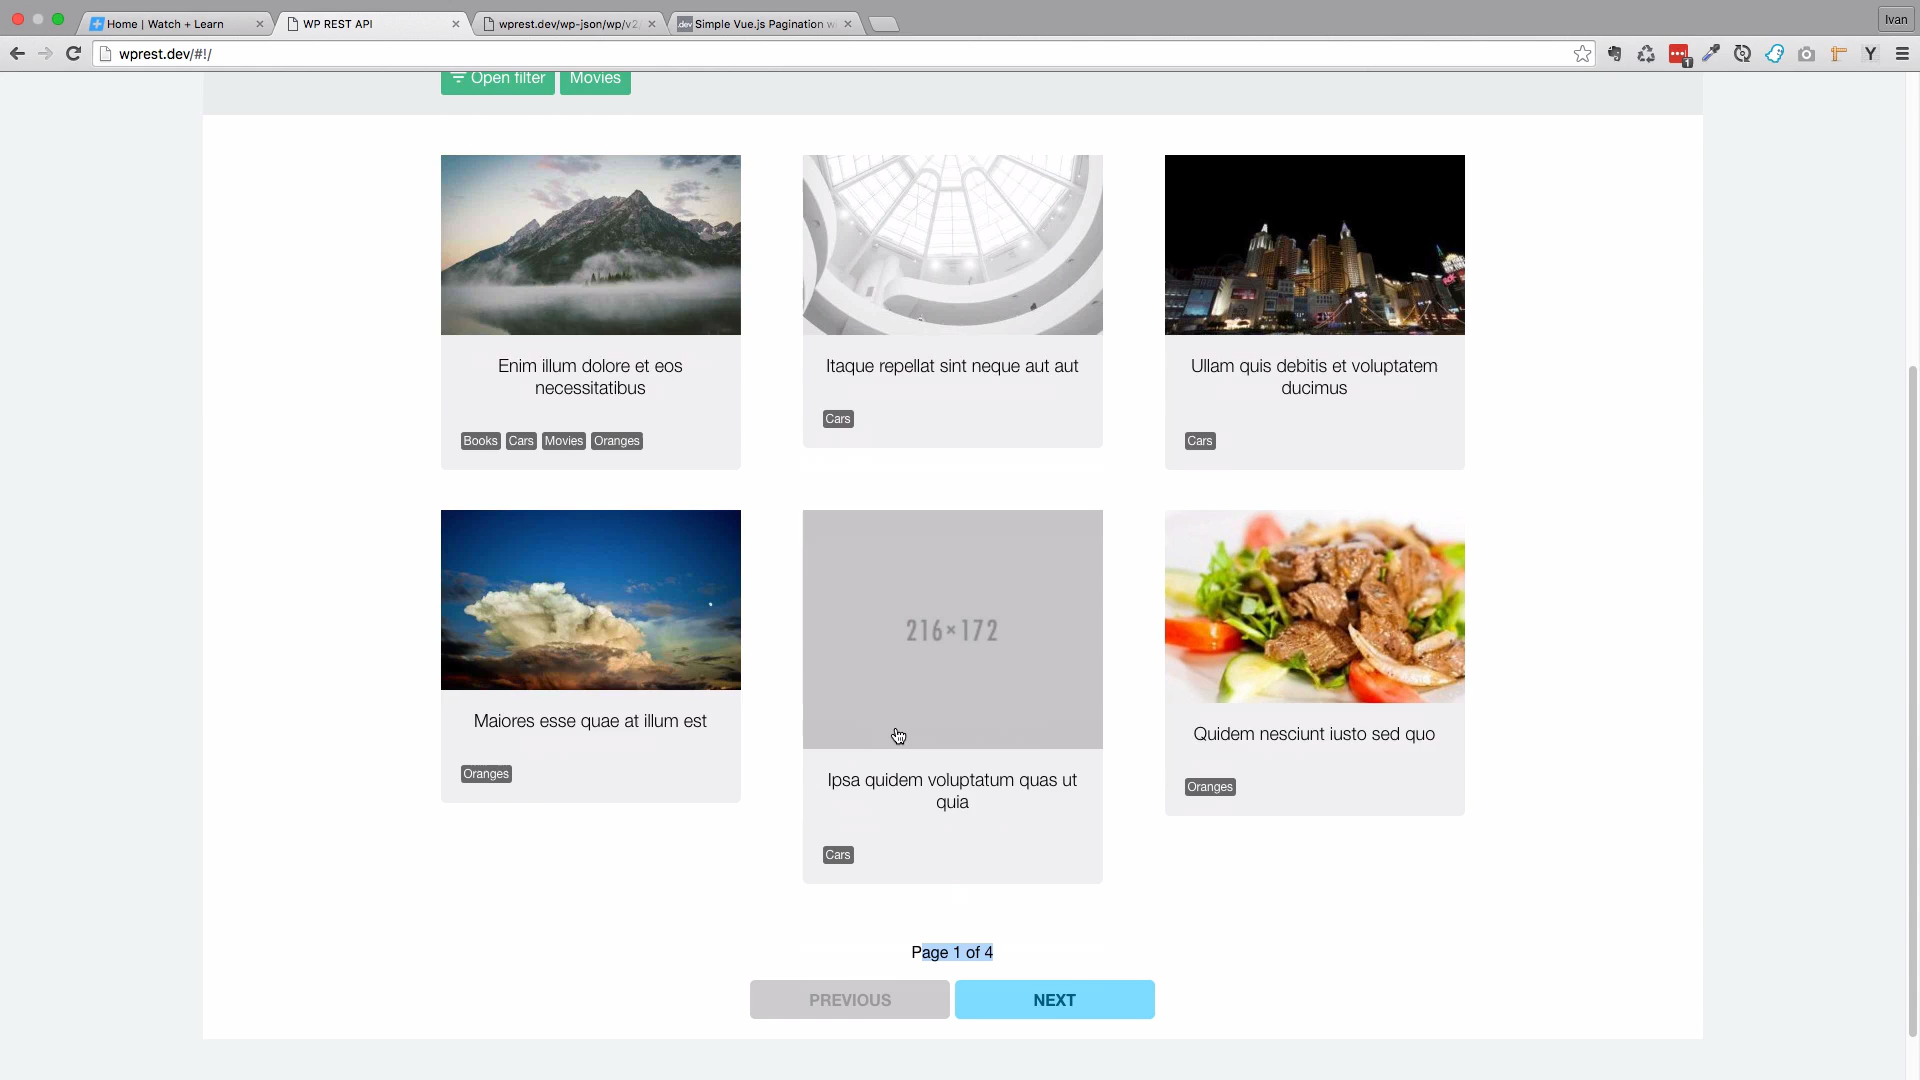 Home | Watch + Learn
WP REST API
wprest.dev/wp-json/wp/v2/
Simple Vue.js Pagination w
Ivan
wprest.dev/#!/
1
Y
Open filter
Movies
Enim illum dolore et eos
necessitatibus
Books Cars Movies Oranges
Itaque repellat sint neque aut aut
Cars
Ullam quis debitis et voluptatem
ducimus
Cars
Maiores esse quae at illum est
Oranges
216×172
Ipsa quidem voluptatum quas ut
quia
Cars
Quidem nesciunt iusto sed quo
Oranges
Page 1 of 4
PREVIOUS
NEXT